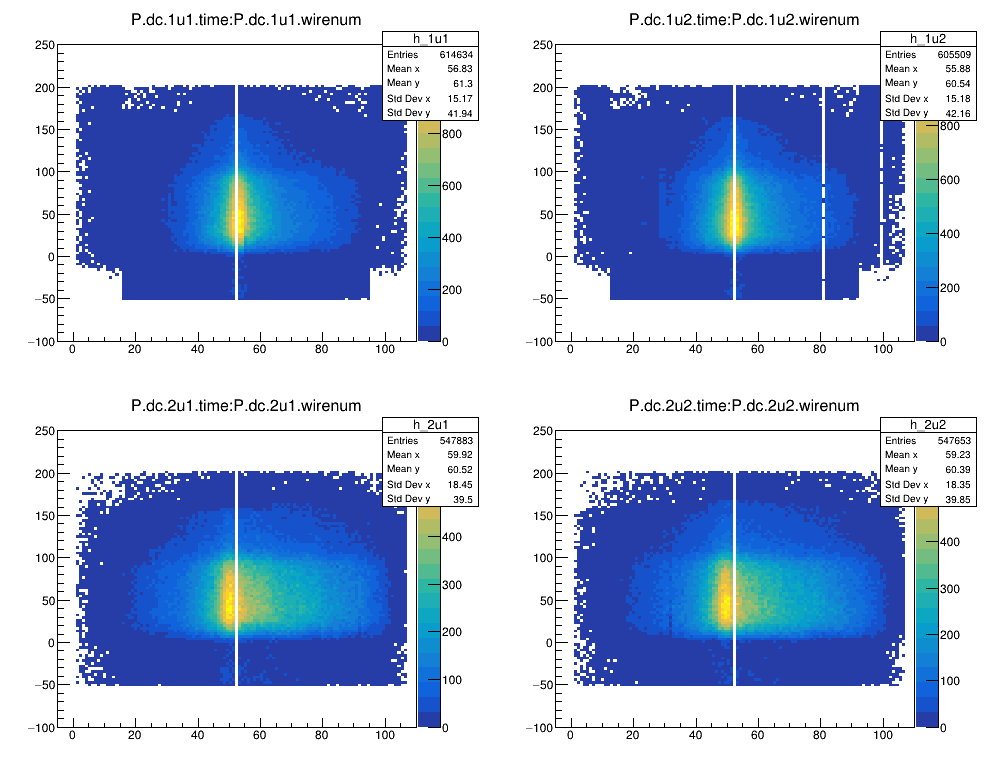 P.dc.1u1.time:P.dc.1u1.wirenum
h_1u1
Entries 614634
Mean x 56.83
Mean y 61.3
Std Dev x 15.17
Std Dev y 41.94
250
200
150
100
50
0
−50
−100
0 20 40 60 80 100
800
600
400
200
0
P.dc.1u2.time:P.dc.1u2.wirenum
h_1u2
Entries 605509
Mean x 55.88
Mean y 60.54
Std Dev x 15.18
Std Dev y 42.16
250
200
150
100
50
0
−50
−100
0 20 40 60 80 100
800
600
400
200
0
P.dc.2u1.time:P.dc.2u1.wirenum
h_2u1
Entries 547883
Mean x 59.92
Mean y 60.52
Std Dev x 18.45
Std Dev y 39.5
250
200
150
100
50
0
−50
−100
0 20 40 60 80 100
400
300
200
100
0
P.dc.2u2.time:P.dc.2u2.wirenum
h_2u2
Entries 547653
Mean x 59.23
Mean y 60.39
Std Dev x 18.35
Std Dev y 39.85
250
200
150
100
50
0
−50
−100
0 20 40 60 80 100
400
300
200
100
0